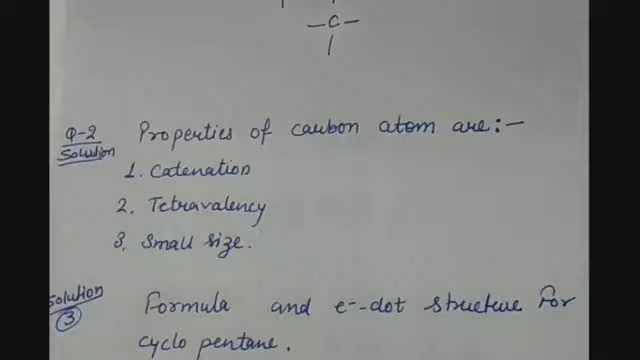 -C-
Q-2 Properties of carbon atom are:-
Solution
1. Catenation
2. Tetravalency
3. Small size.
Solution
3 Formula and e--dot structure for
cyclo pentane.